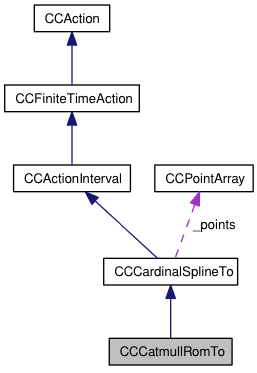 CCAction
CCFiniteTimeAction
CCActionInterval
CCPointArray
_points
CCCardinalSplineTo
CCCatmullRomTo